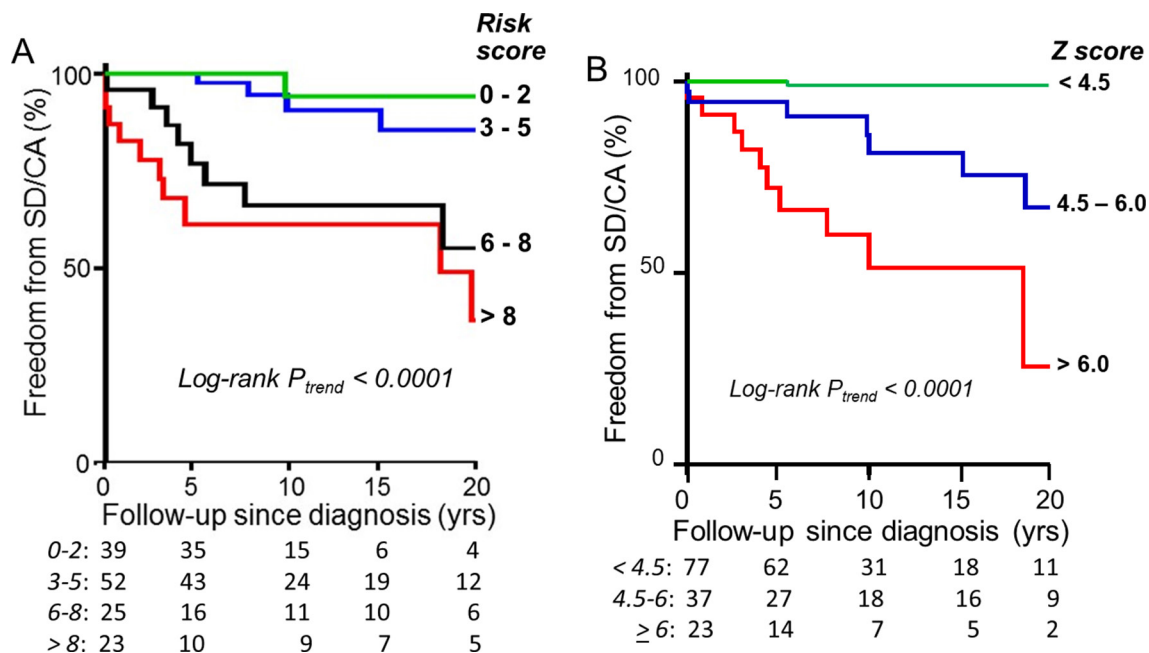 A
Risk
score
100
0 - 2
3 - 5
50
6 - 8
> 8
Freedom from SD/CA (%)
Log-rank Ptrend < 0.0001
0
0 5 10 15 20
Follow-up since diagnosis (yrs)
0-2: 39 35 15 6 4
3-5: 52 43 24 19 12
6-8: 25 16 11 10 6
> 8: 23 10 9 7 5
B
Z score
100
< 4.5
4.5 – 6.0
50
> 6.0
Freedom from SD/CA (%)
Log-rank Ptrend < 0.0001
0
0 5 10 15 20
Follow-up since diagnosis (yrs)
< 4.5: 77 62 31 18 11
4.5-6: 37 27 18 16 9
≥ 6: 23 14 7 5 2